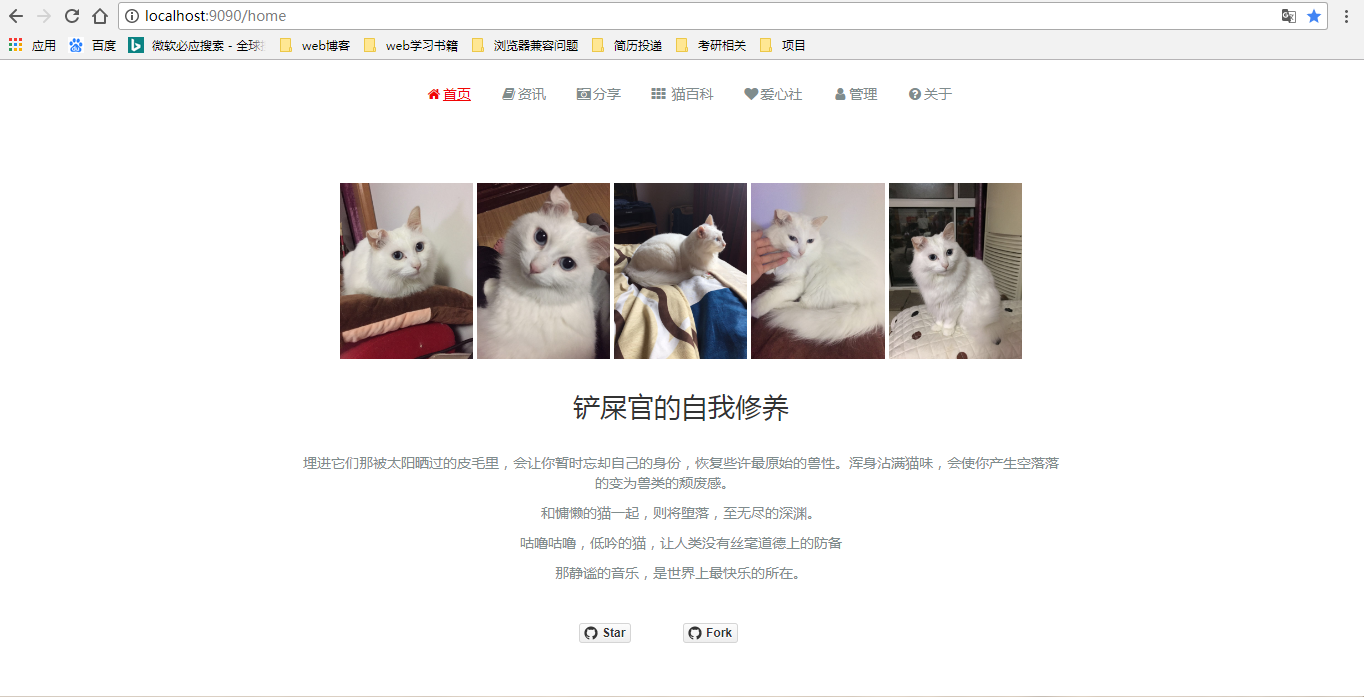 localhost:9090/home
应用 百度 微软必应搜索 - 全球 web博客 web学习书籍 浏览器兼容问题 简历投递 考研相关 项目
首页 资讯 分享 猫百科 爱心社 管理 关于
铲屎官的自我修养
埋进它们那被太阳晒过的皮毛里，会让你暂时忘却自己的身份，恢复些许最原始的兽性。浑身沾满猫味，会使你产生空落落
的变为兽类的颓废感。
和慵懒的猫一起，则将堕落，至无尽的深渊。
咕噜咕噜，低吟的猫，让人类没有丝毫道德上的防备
那静谧的音乐，是世界上最快乐的所在。
Star Fork